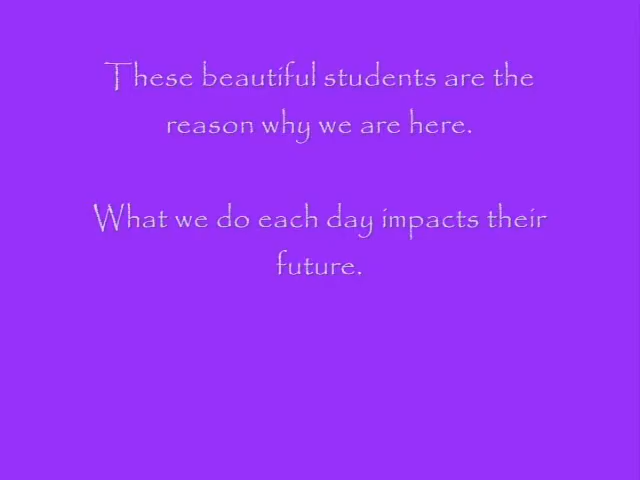 These beautiful students are the
reason why we are here.
What we do each day impacts their
future.